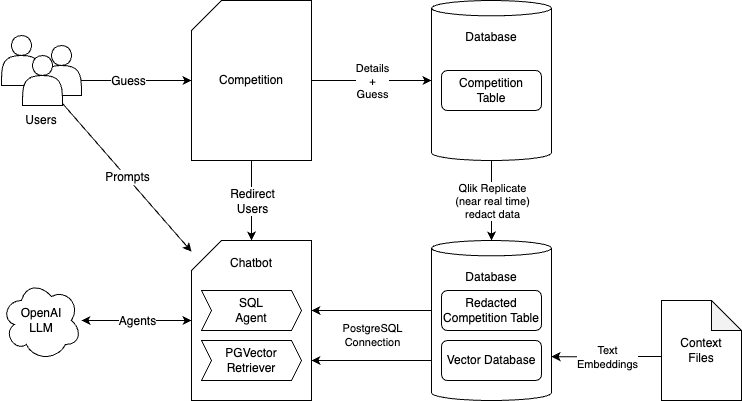 Users
Guess
Competition
Details
+
Guess
Database
Competition
Table
Prompts
Redirect
Users
Qlik Replicate
(near real time)
redact data
OpenAI
LLM
Agents
Chatbot
SQL
Agent
PGVector
Retriever
PostgreSQL
Connection
Database
Redacted
Competition Table
Vector Database
Text
Embeddings
Context
Files